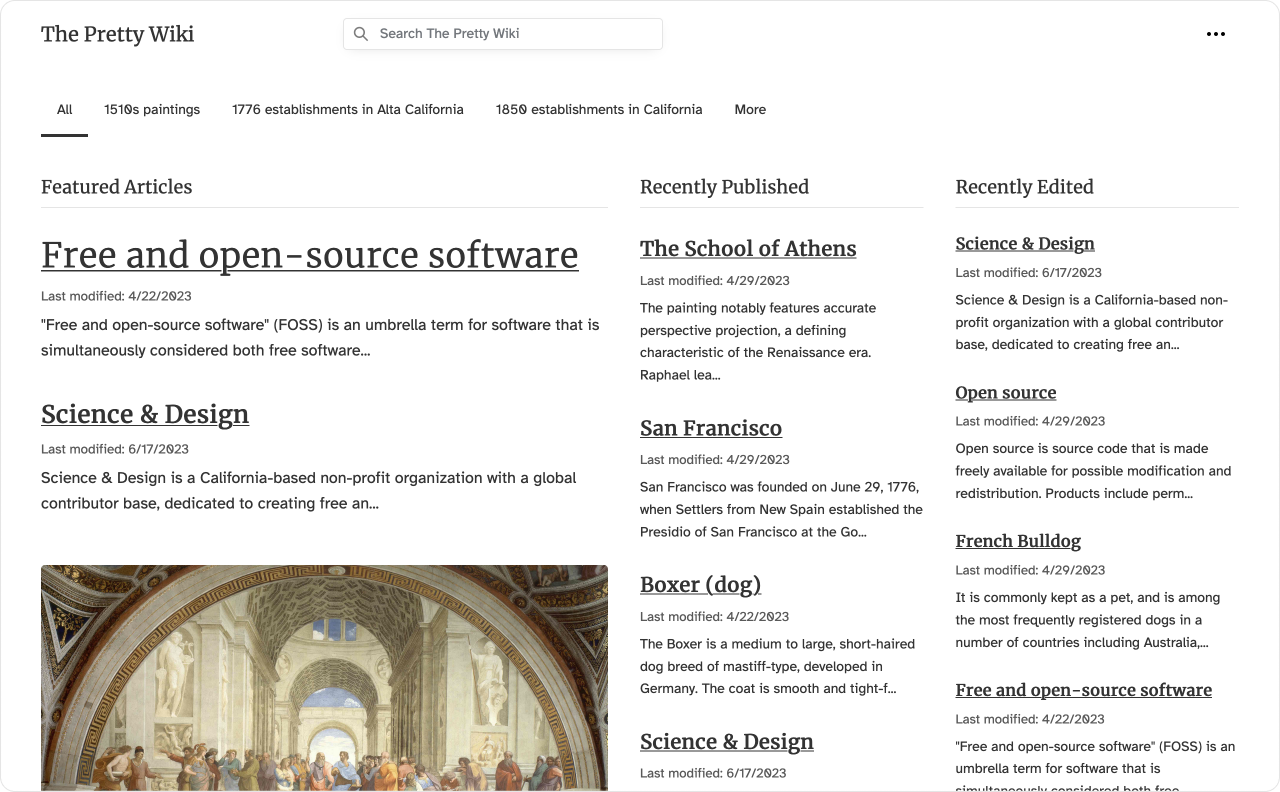 The Pretty Wiki
Search The Pretty Wiki
All
1510s paintings
1776 establishments in Alta California
1850 establishments in California
More
Featured Articles
Free and open-source software
Last modified: 4/22/2023
"Free and open-source software" (FOSS) is an umbrella term for software that is
simultaneously considered both free software...
Science & Design
Last modified: 6/17/2023
Science & Design is a California-based non-profit organization with a global
contributor base, dedicated to creating free an...
Recently Published
The School of Athens
Last modified: 4/29/2023
The painting notably features accurate
perspective projection, a defining
characteristic of the Renaissance era.
Raphael lea...
San Francisco
Last modified: 4/29/2023
San Francisco was founded on June 29, 1776,
when Settlers from New Spain established the
Presidio of San Francisco at the Go...
Boxer (dog)
Last modified: 4/22/2023
The Boxer is a medium to large, short-haired
dog breed of mastiff-type, developed in
Germany. The coat is smooth and tight-f...
Science & Design
Last modified: 6/17/2023
Recently Edited
Science & Design
Last modified: 6/17/2023
Science & Design is a California-based non-
profit organization with a global contributor
base, dedicated to creating free an...
Open source
Last modified: 4/29/2023
Open source is source code that is made
freely available for possible modification and
redistribution. Products include perm...
French Bulldog
Last modified: 4/29/2023
It is commonly kept as a pet, and is among
the most frequently registered dogs in a
number of countries including Australia,...
Free and open-source software
Last modified: 4/22/2023
"Free and open-source software" (FOSS) is an
umbrella term for software that is
simultaneously considered both free